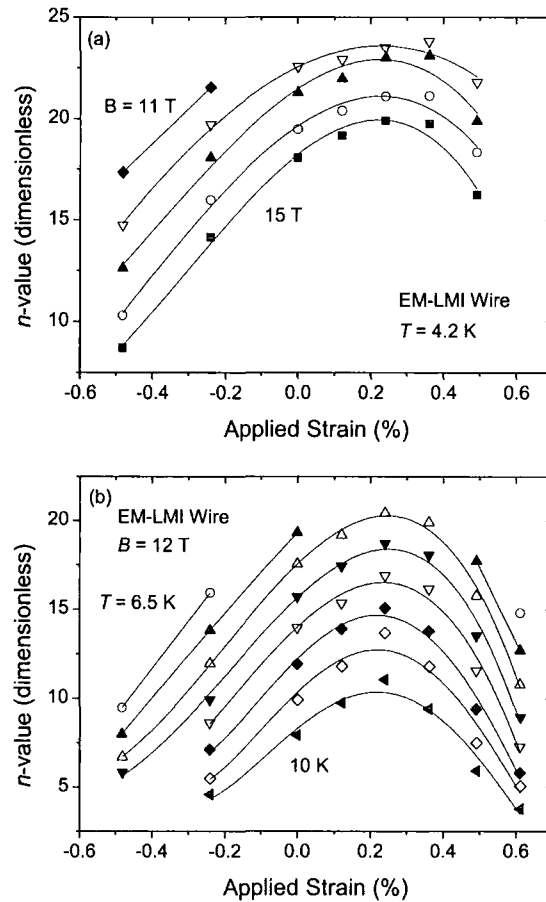 (a)
25
20
15
10
n-value (dimensionless)
B = 11 T
15 T
EM-LMI Wire
T = 4.2 K
-0.6 -0.4 -0.2 0.0 0.2 0.4 0.6
Applied Strain (%)
(b)
20
15
10
5
n-value (dimensionless)
EM-LMI Wire
B = 12 T
T = 6.5 K
10 K
-0.6 -0.4 -0.2 0.0 0.2 0.4 0.6
Applied Strain (%)